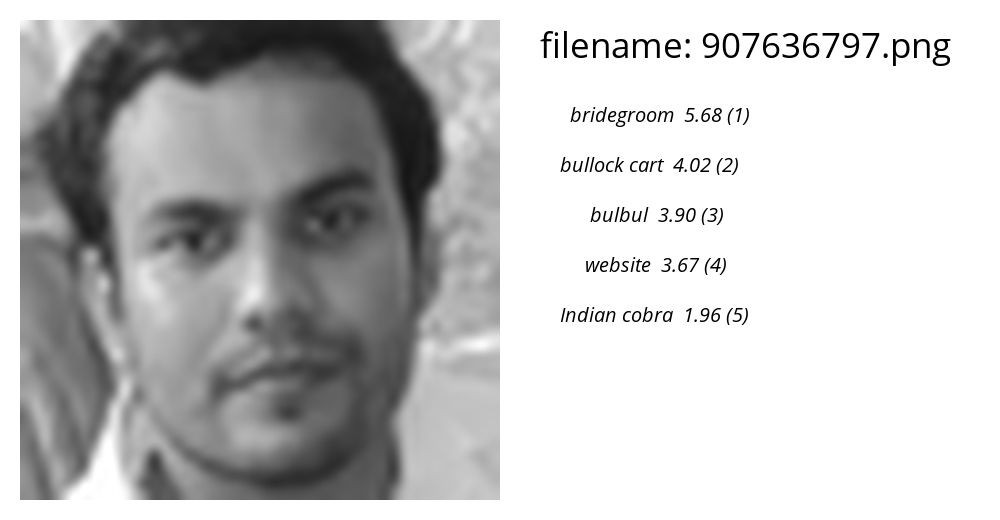 filename: 907636797.png
bridegroom 5.68 (1)
bullock cart 4.02 (2)
bulbul 3.90 (3)
website 3.67 (4)
Indian cobra 1.96 (5)